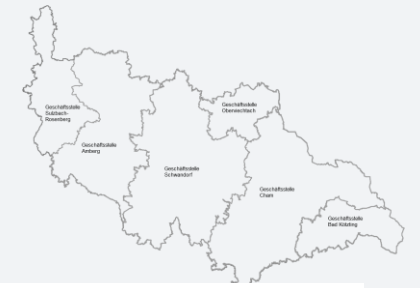 Geschäftsstelle
Sulzbach-
Rosenberg
Geschäftsstelle
Amberg
Geschäftsstelle
Oberviechtach
Geschäftsstelle
Schwandorf
Geschäftsstelle
Cham
Geschäftsstelle
Bad Kötzting